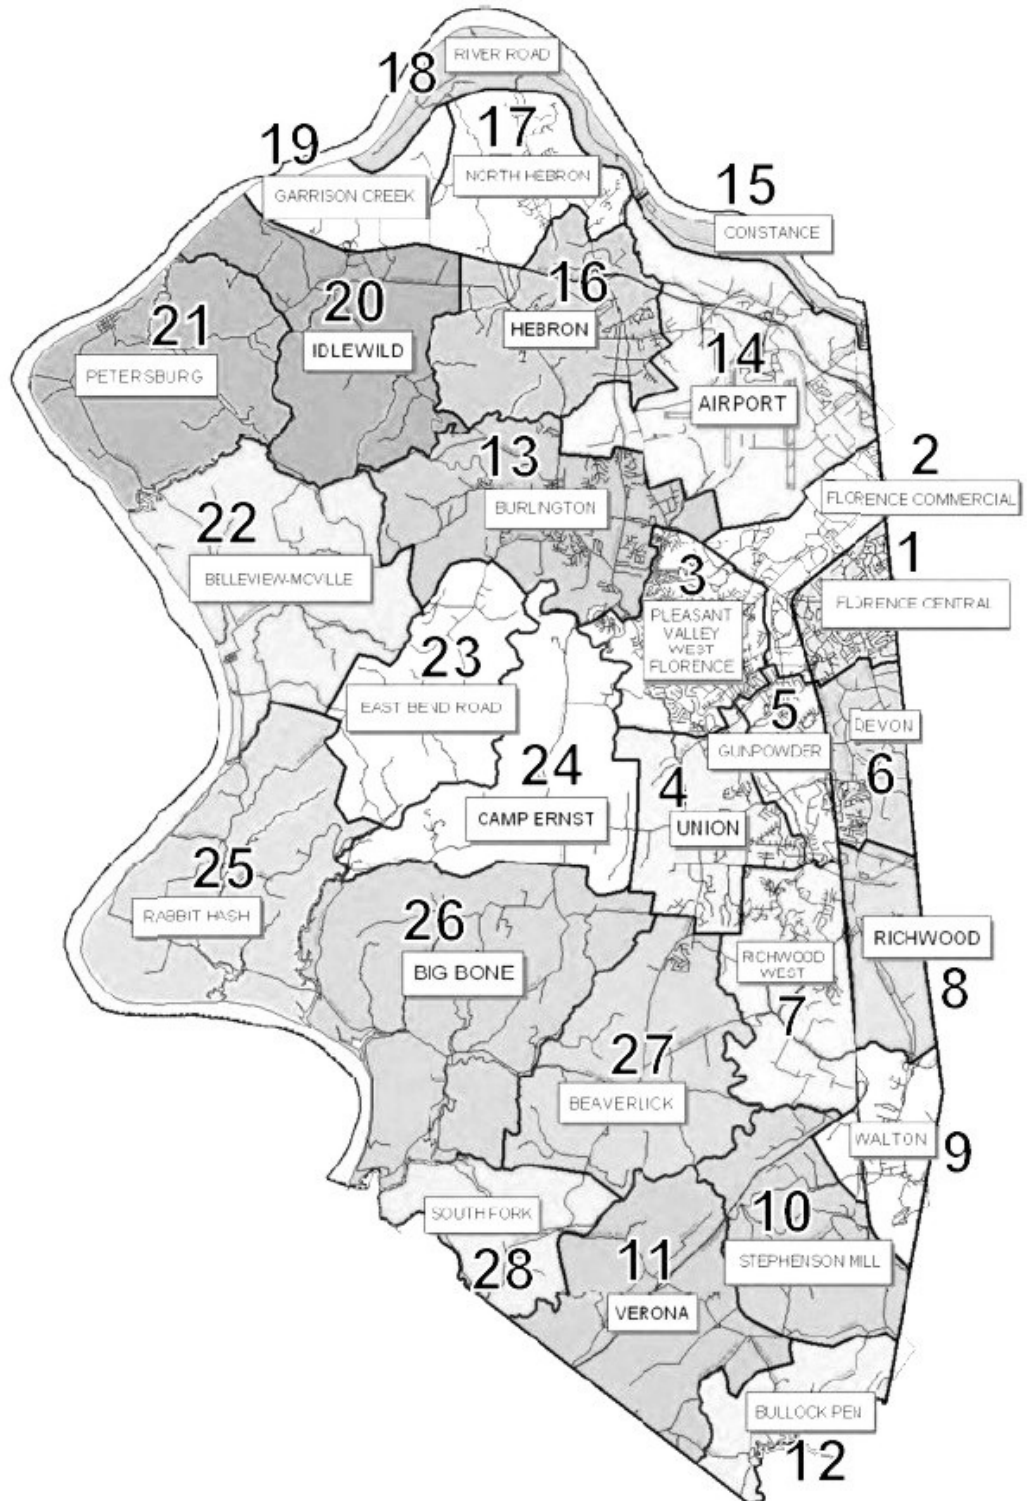 18
RIVER ROAD
17
NORTH HEBRON
19
GARRISON CREEK
15
CONSTANCE
16
HEBRON
20
IDLEWILD
21
PETERSBURG
14
AIRPORT
2
FLORENCE COMMERCIAL
13
BURLINGTON
22
BELLEVIEW-MCVILLE
1
FLORENCE CENTRAL
3
PLEASANT
VALLEY
WEST
FLORENCE
23
EAST BEND ROAD
5
GUNPOWDER
DEVON
6
24
CAMP ERNST
4
UNION
25
RABBIT HASH
26
BIG BONE
RICHWOOD
8
RICHWOOD
WEST
7
27
BEAVERLICK
WALTON
9
10
STEPHENSON MILL
SOUTH FORK
28
11
VERONA
BULLOCK PEN
12